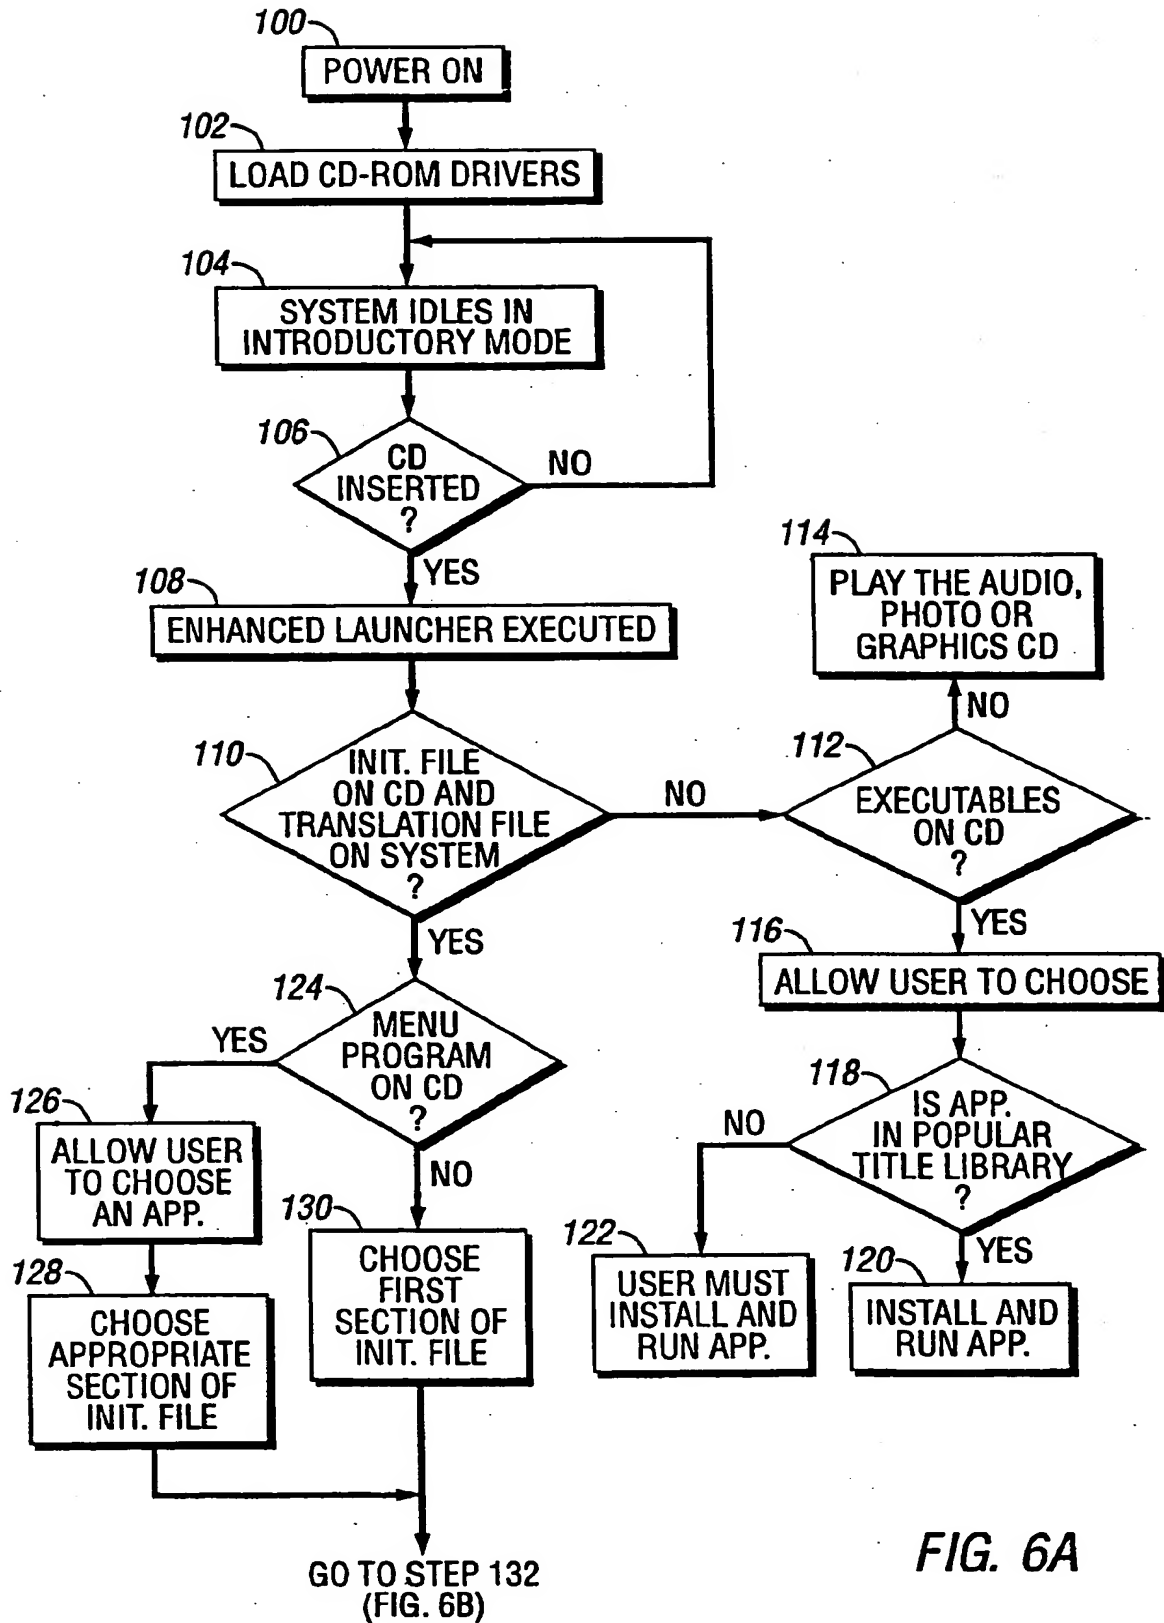 100
POWER ON
102
LOAD CD-ROM DRIVERS
104
SYSTEM IDLES IN
INTRODUCTORY MODE
106
CD
INSERTED
?
NO
YES
108
ENHANCED LAUNCHER EXECUTED
110
INIT. FILE
ON CD AND
TRANSLATION FILE
ON SYSTEM
?
NO
YES
112
EXECUTABLES
ON CD
?
NO
114
PLAY THE AUDIO,
PHOTO OR
GRAPHICS CD
YES
116
ALLOW USER TO CHOOSE
118
IS APP.
IN POPULAR
TITLE LIBRARY
?
NO
122
USER MUST
INSTALL AND
RUN APP.
YES
120
INSTALL AND
RUN APP.
124
MENU
PROGRAM
ON CD
?
YES
126
ALLOW USER
TO CHOOSE
AN APP.
128
CHOOSE
APPROPRIATE
SECTION OF
INIT. FILE
NO
130
CHOOSE
FIRST
SECTION OF
INIT. FILE
GO TO STEP 132
(FIG. 6B)
FIG. 6A